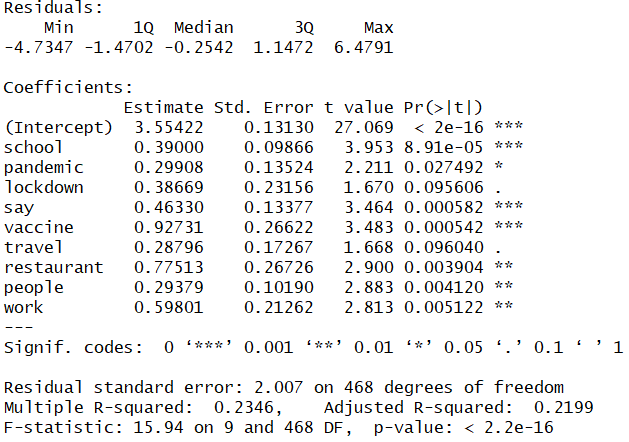 Residuals:
    Min      1Q  Median      3Q     Max
-4.7347 -1.4702 -0.2542  1.1472  6.4791
Coefficients:
            Estimate Std. Error t value Pr(>|t|)
(Intercept)  3.55422    0.13130  27.069  < 2e-16 ***
school       0.39000    0.09866   3.953 8.91e-05 ***
pandemic     0.29908    0.13524   2.211 0.027492 *
lockdown     0.38669    0.23156   1.670 0.095606 .
say          0.46330    0.13377   3.464 0.000582 ***
vaccine      0.92731    0.26622   3.483 0.000542 ***
travel       0.28796    0.17267   1.668 0.096040 .
restaurant   0.77513    0.26726   2.900 0.003904 **
people       0.29379    0.10190   2.883 0.004120 **
work         0.59801    0.21262   2.813 0.005122 **
---
Signif. codes:  0 ‘***’ 0.001 ‘**’ 0.01 ‘*’ 0.05 ‘.’ 0.1 ‘ ’ 1
Residual standard error: 2.007 on 468 degrees of freedom
Multiple R-squared:  0.2346,    Adjusted R-squared:  0.2199
F-statistic: 15.94 on 9 and 468 DF,  p-value: < 2.2e-16